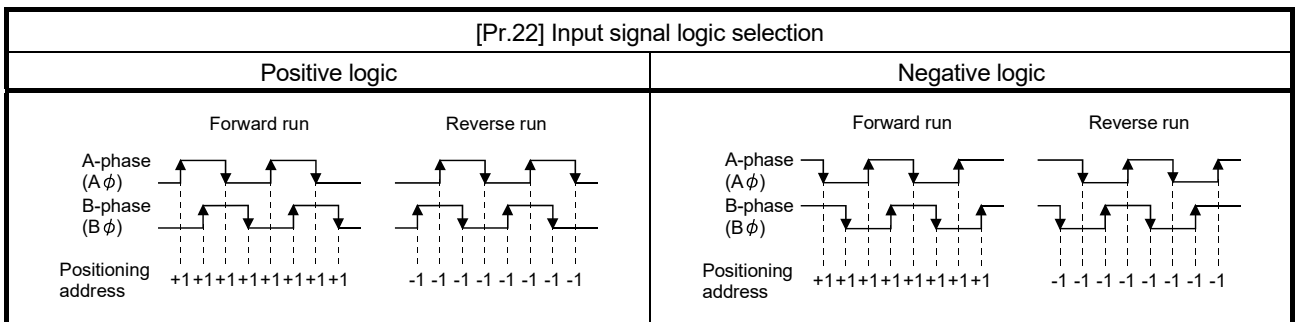 [Pr.22] Input signal logic selection
Positive logic
Negative logic
Forward run
Reverse run
A-phase
(Aϕ)
B-phase
(Bϕ)
Positioning
address
+1+1+1+1+1+1+1+1
-1 -1 -1 -1 -1 -1 -1 -1
Forward run
Reverse run
A-phase
(Aϕ)
B-phase
(Bϕ)
Positioning
address
+1+1+1+1+1+1+1+1
-1 -1 -1 -1 -1 -1 -1 -1